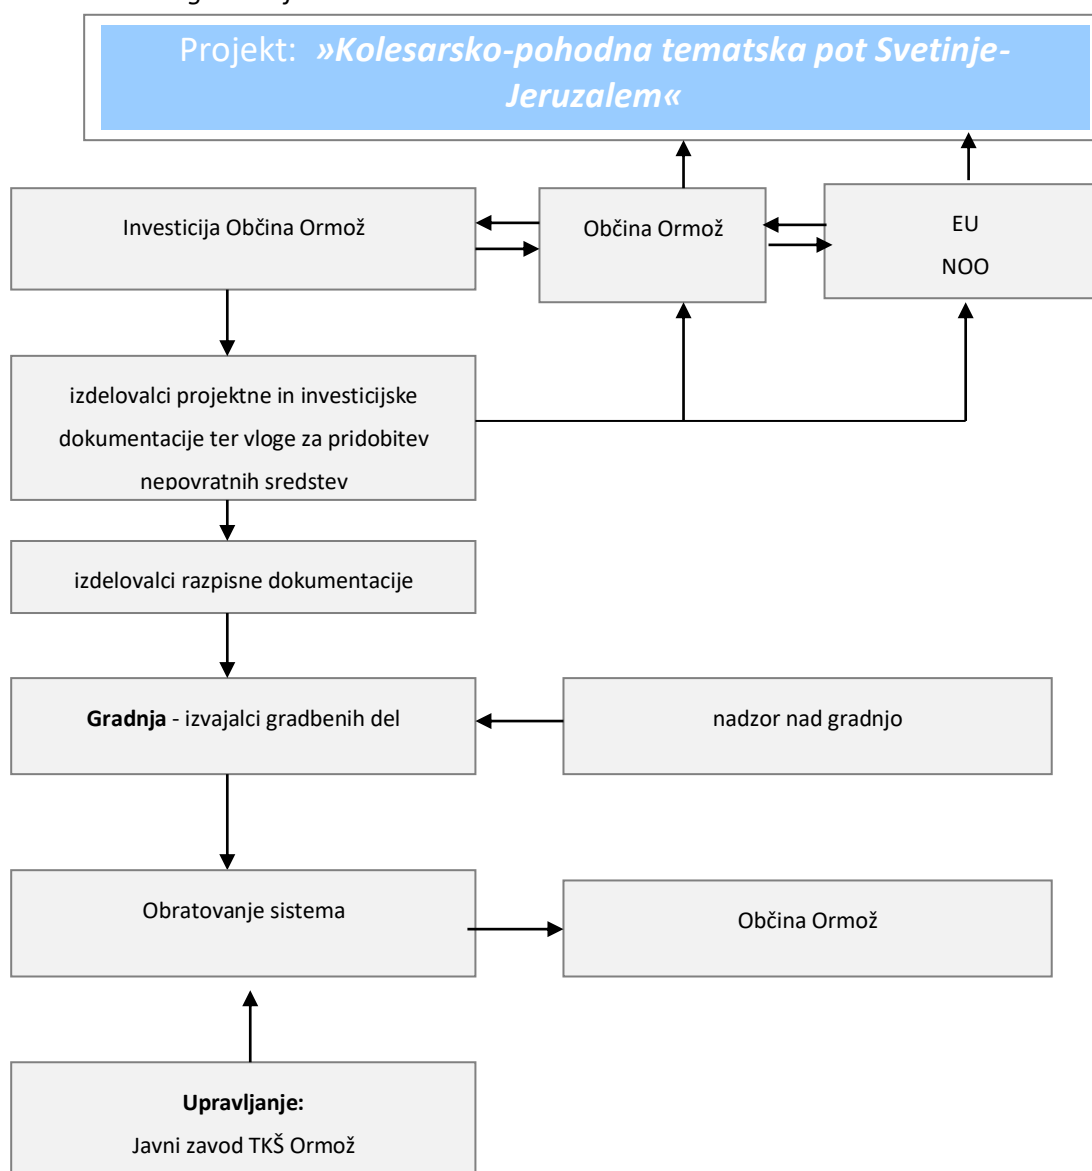 Projekt: »Kolesarsko-pohodna tematska pot Svetinje-
Jeruzalem«
Investicija Občina Ormož
Občina Ormož
EU
NOO
izdelovalci projektne in investicijske
dokumentacije ter vloge za pridobitev
nepovratnih sredstev
izdelovalci razpisne dokumentacije
Gradnja - izvajalci gradbenih del
nadzor nad gradnjo
Obratovanje sistema
Občina Ormož
Upravljanje:
Javni zavod TKŠ Ormož